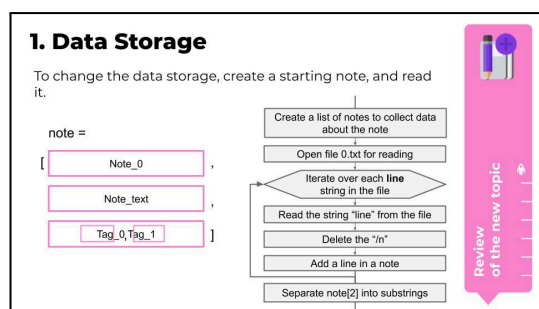 1. Data Storage
To change the data storage, create a starting note, and read
it.
note =
[ Note_0 ,
Note_text ,
Tag_0,Tag_1 ]
Create a list of notes to collect data
about the note
Open file 0.txt for reading
Iterate over each line
string in the file
Read the string "line" from the file
Delete the "/n"
Add a line in a note
Separate note[2] into substrings
Review
of the new topic